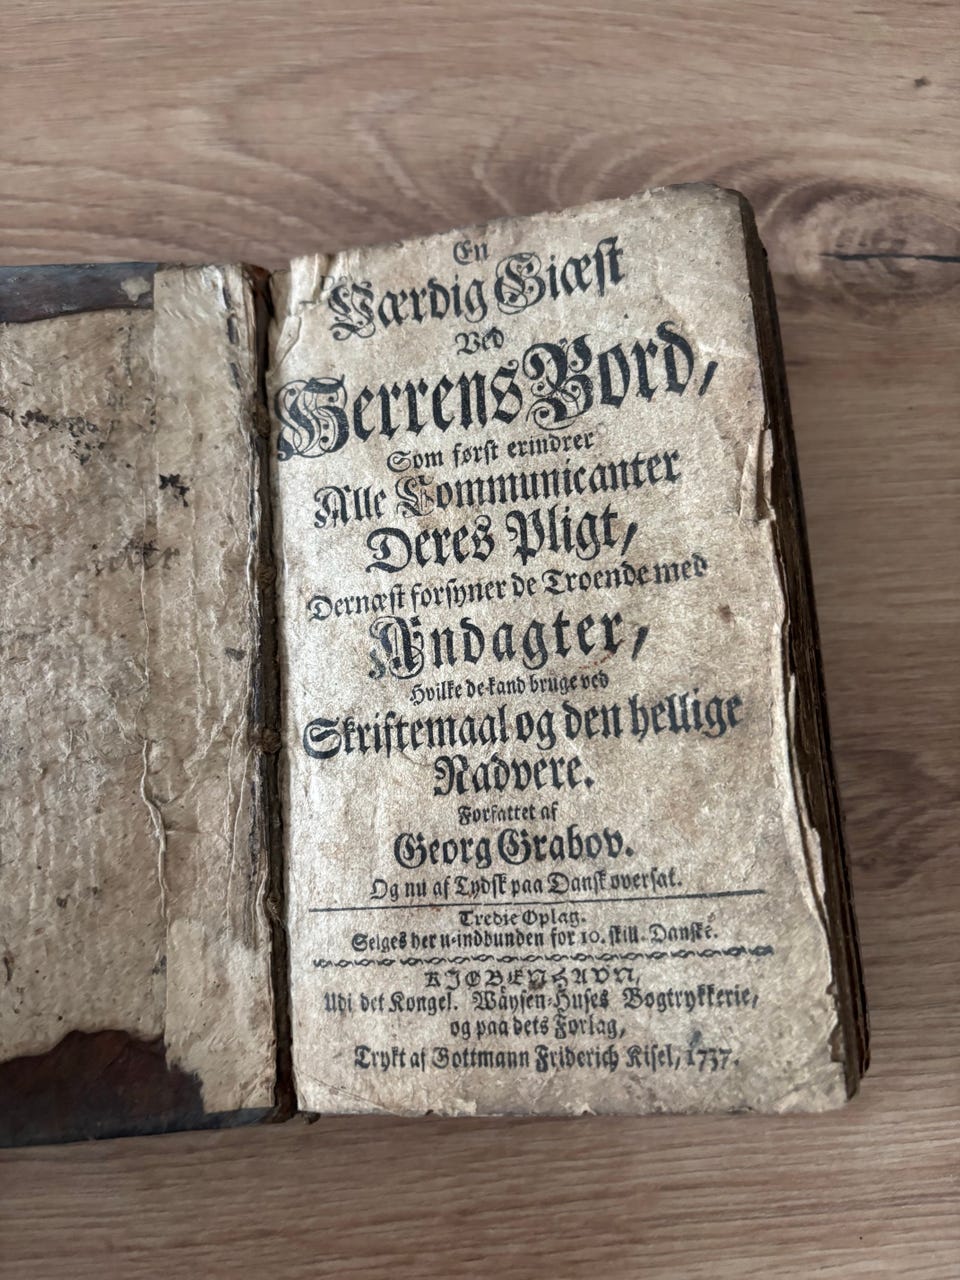 En
Værdig Giæst
Ved
Herrens Bord,
Som først erindrer
Alle Communicanter
Deres Pligt,
Dernæst forsyner de Troende med
Andagter,
Hvilke de kand bruge ved
Skriftemaal og den hellige
Nadvere.
Forfattet af
Georg Grabov.
Og nu af Tydsk paa Dansk oversat.
Tredie Oplag.
Selges her u-indbunden for 10. skill. Danske.
KIØBENHAVN,
Udi det Kongel. Wäysen-Huses Bogtrykkerie,
og paa dets Forlag,
Trykt af Gottmann Friderich Kisel, 1737.